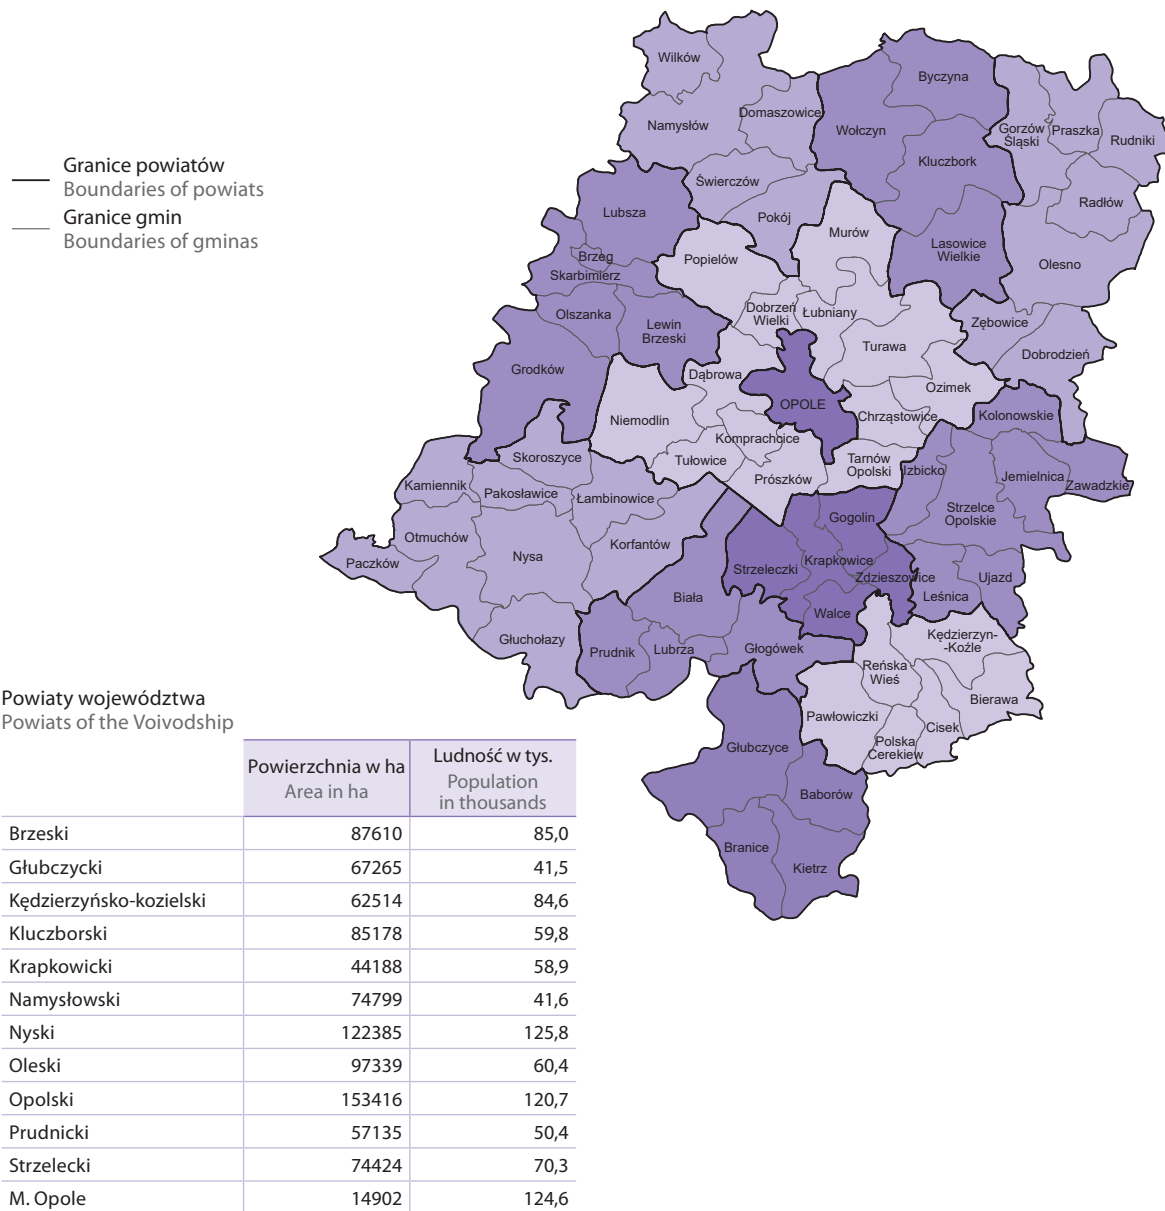 Granice powiatów
Boundaries of powiats
Granice gmin
Boundaries of gminas
Wilków
Byczyna
Domaszowice
Namysłów
Wołczyn
Gorzów
Śląski
Praszka
Rudniki
Kluczbork
Świerczów
Radłów
Lubsza
Pokój
Murów
Lasowice
Wielkie
Brzeg
Popielów
Olesno
Skarbimierz
Olszanka
Dobrzeń
Wielki
Łubniany
Lewin
Brzeski
Zębowice
Turawa
Dobrodzień
Grodków
Dąbrowa
Ozimek
OPOLE
Niemodlin
Chrząstowice
Kolonowskie
Komprachcice
Skoroszyce
Tułowice
Tarnów
Opolski
Izbicko
Prószków
Jemielnica
Zawadzkie
Kamiennik
Pakosławice
Łambinowice
Strzelce
Opolskie
Gogolin
Otmuchów
Korfantów
Nysa
Paczków
Strzeleczki
Krapkowice
Zdzieszowice
Ujazd
Leśnica
Biała
Walce
Głuchołazy
Kędzierzyn-
-Koźle
Prudnik
Lubrza
Głogówek
Reńska
Wieś
Bierawa
Pawłowiczki
Cisek
Polska
Cerekiew
Głubczyce
Baborów
Branice
Kietrz
Powiaty województwa
Powiats of the Voivodship
Powierzchnia w ha
Area in ha
Ludność w tys.
Population
in thousands
Brzeski 87610 85,0
Głubczycki 67265 41,5
Kędzierzyńsko-kozielski 62514 84,6
Kluczborski 85178 59,8
Krapkowicki 44188 58,9
Namysłowski 74799 41,6
Nyski 122385 125,8
Oleski 97339 60,4
Opolski 153416 120,7
Prudnicki 57135 50,4
Strzelecki 74424 70,3
M. Opole 14902 124,6